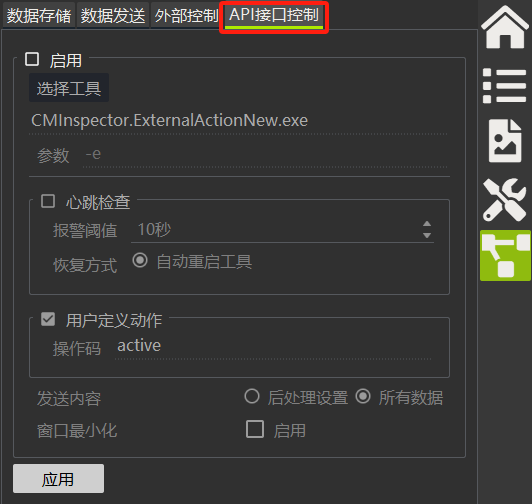 数据存储 数据发送 外部控制 API接口控制
启用
选择工具
CMInspector.ExternalActionNew.exe
参数 -e
心跳检查
报警阈值 10秒
恢复方式 自动重启工具
用户定义动作
操作码 active
发送内容 后处理设置 所有数据
窗口最小化 启用
应用